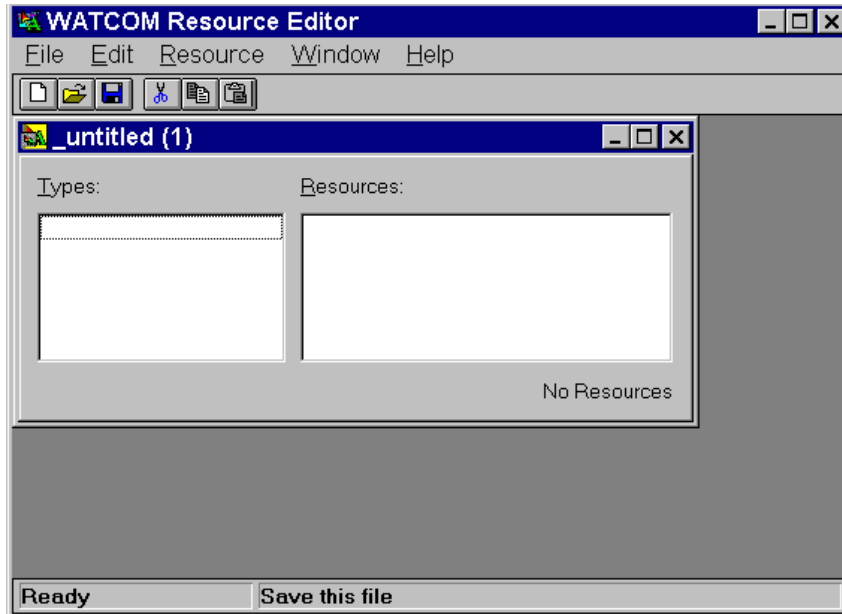 WATCOM Resource Editor
File Edit Resource Window Help
_untitled (1)
Types: Resources:
No Resources
Ready Save this file